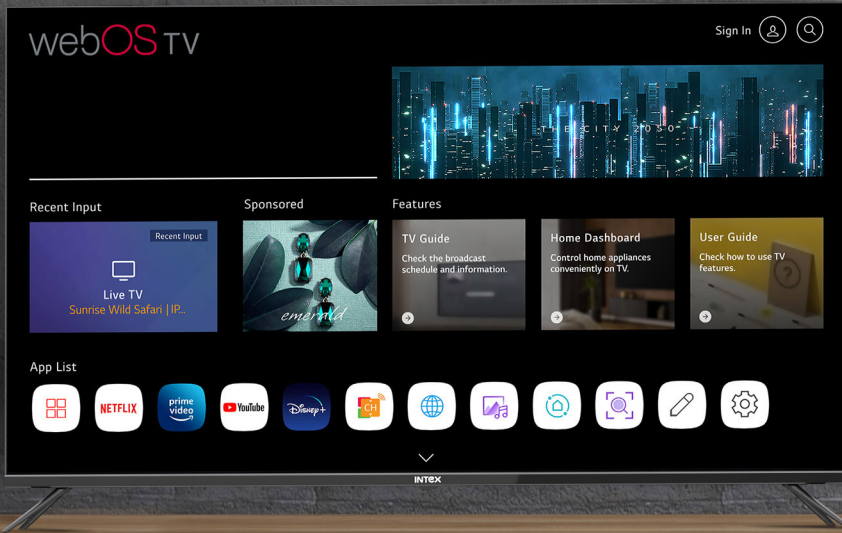 webOS TV
Sign In
THE CITY 2050
Recent Input
Sponsored
Features
Recent Input
Live TV
Sunrise Wild Safari | IP...
emerald
TV Guide
Check the broadcast
schedule and information.
Home Dashboard
Control home appliances
conveniently on TV.
User Guide
Check how to use TV
features.
?
App List
NETFLIX
prime
video
YouTube
Disney+
CH
INTEX